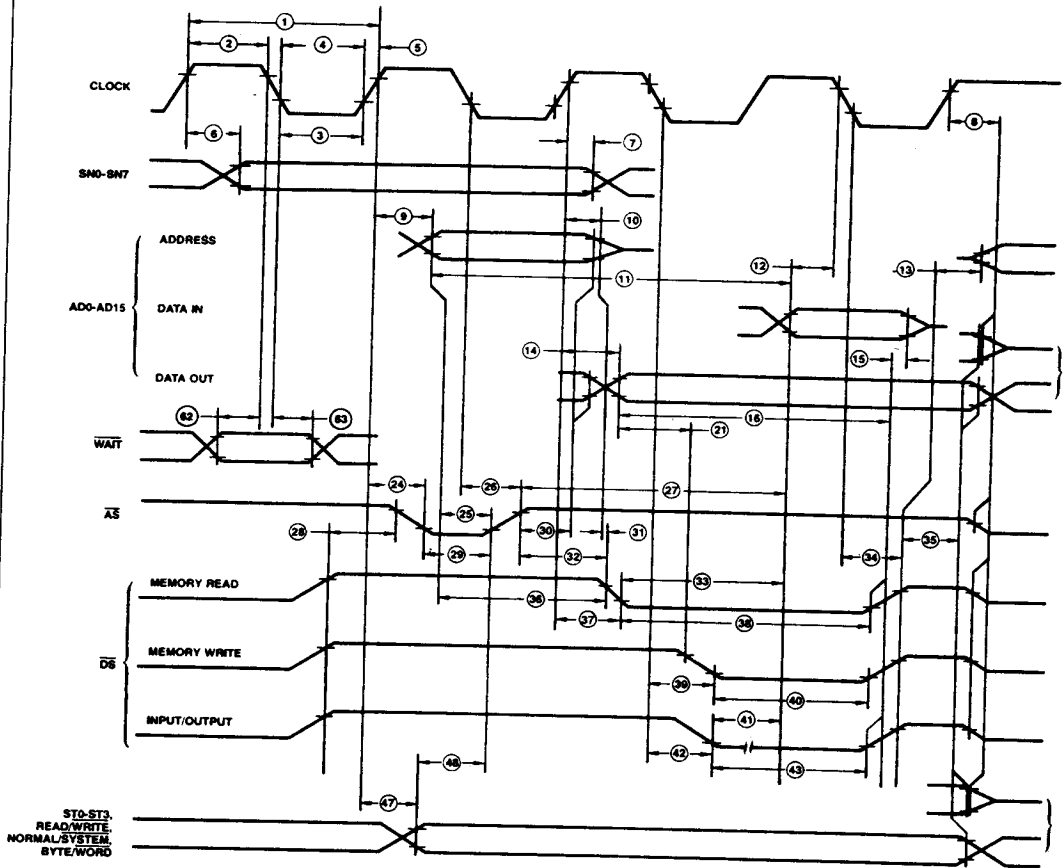 1
2
4
5
CLOCK
6
3
7
8
SN0-SN7
9
10
ADDRESS
12
13
11
AD0-AD15
DATA IN
14
15
DATA OUT
16
62
63
21
WAIT
24
26
27
AS
25
28
30
31
29
32
34
35
MEMORY READ
33
36
37
38
MEMORY WRITE
DS
39
40
INPUT/OUTPUT
41
42
43
48
47
ST0-ST3,
READ/WRITE,
NORMAL/SYSTEM,
BYTE/WORD